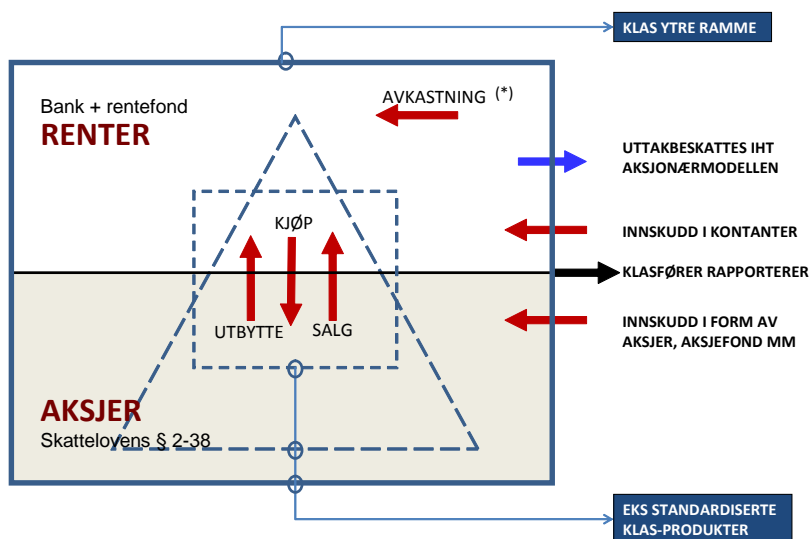 KLAS YTRE RAMME
AVKASTNING (*)
Bank + rentefond
RENTER
UTTAKBESKATTES IHT
AKSJONÆRMODELLEN
KJØP
INNSKUDD I KONTANTER
KLASFØRER RAPPORTERER
UTBYTTE
SALG
INNSKUDD I FORM AV
AKSJER, AKSJEFOND MM
AKSJER
Skattelovens § 2-38
EKS STANDARDISERTE
KLAS-PRODUKTER